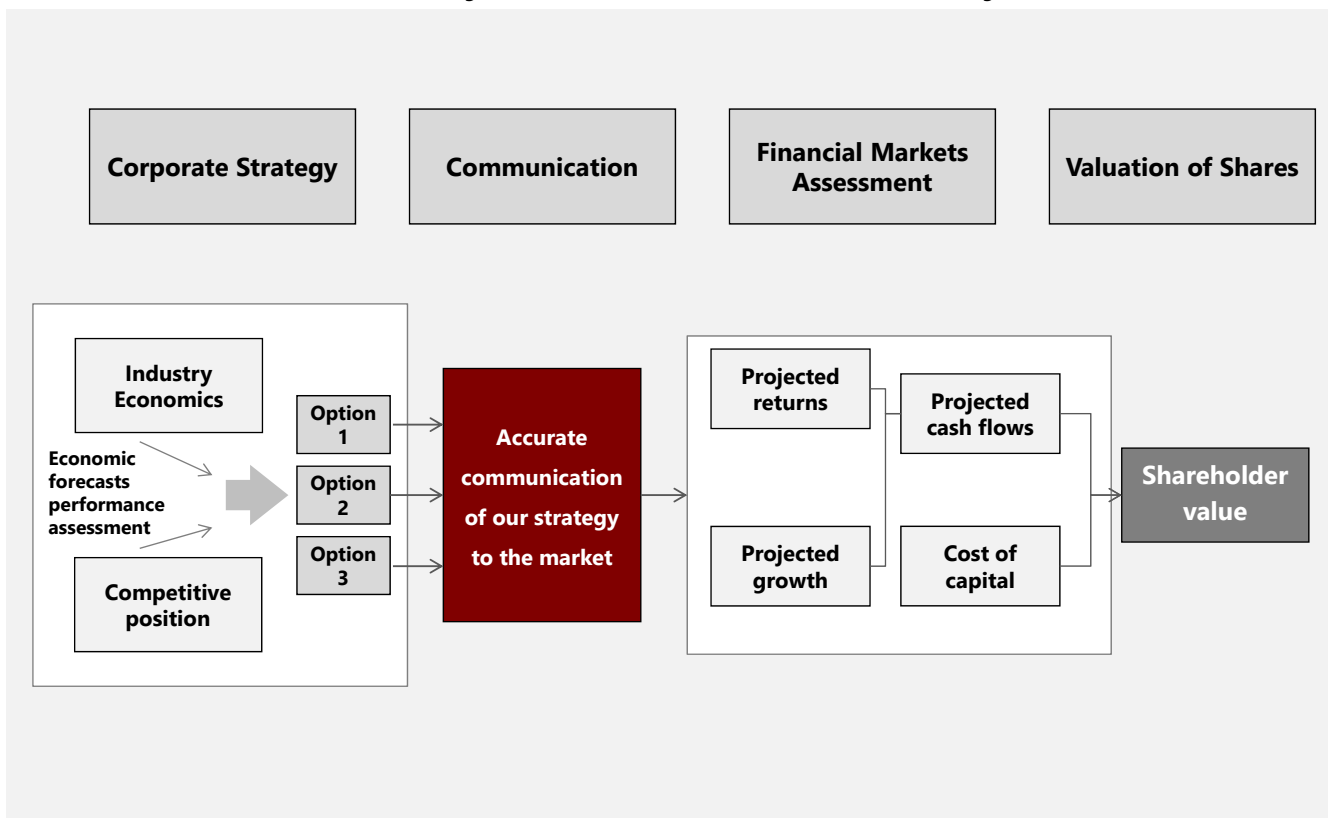 Corporate Strategy
Communication
Financial Markets
Assessment
Valuation of Shares
Industry
Economics
Economic
forecasts
performance
assessment
Competitive
position
Option
1
Option
2
Option
3
Accurate
communication
of our strategy
to the market
Projected
returns
Projected
growth
Projected
cash flows
Cost of
capital
Shareholder
value